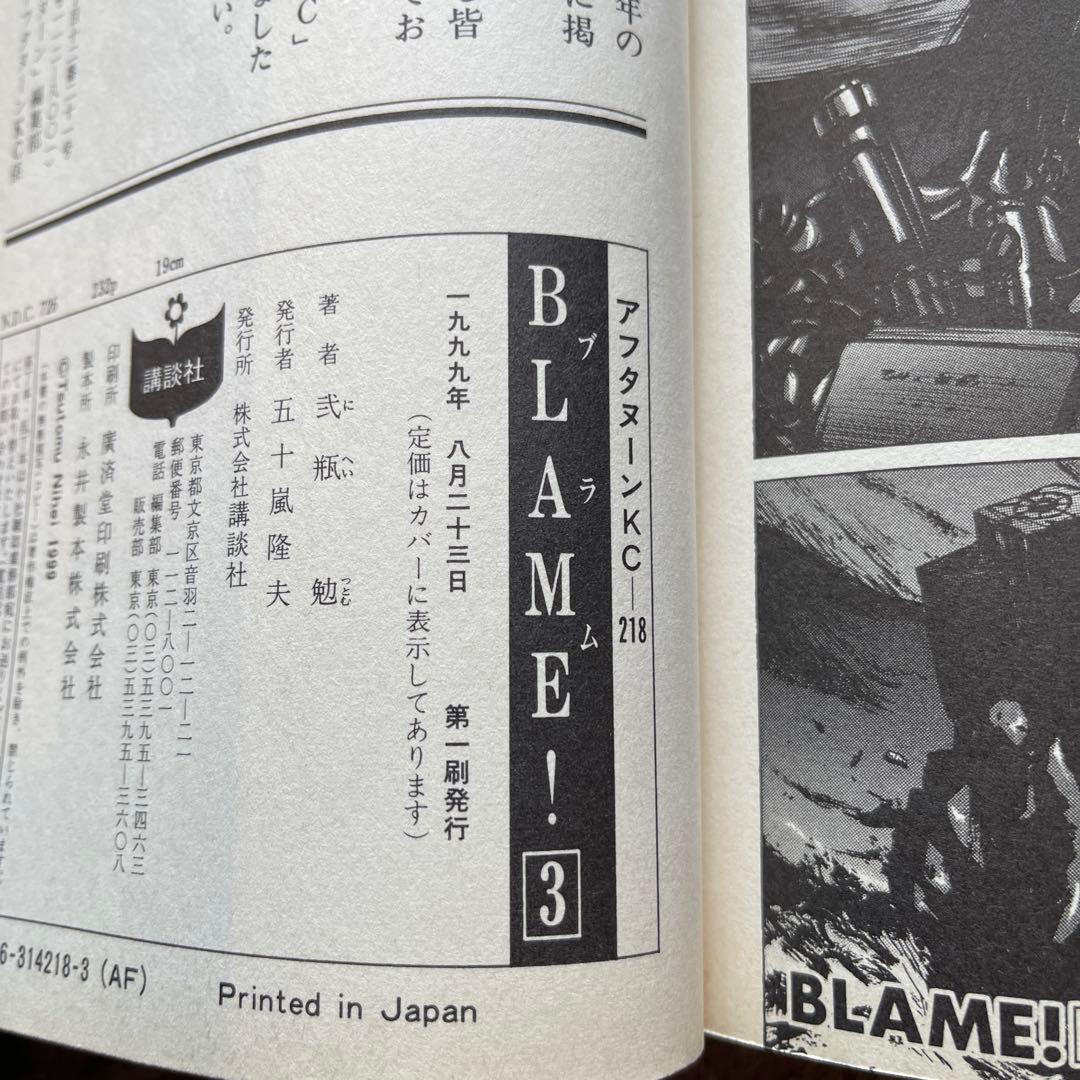 年の
に掲
皆
てお
C」
ました
い。
アフタヌーンKC—218
BLAME! 3
ブラム
一九九九年 八月二十三日 第一刷発行
(定価はカバーに表示してあります)
著者 弐瓶 勉
にへい つとむ
発行者 五十嵐隆夫
発行所 株式会社講談社
東京都文京区音羽二—一二—二一
郵便番号 一一二—八〇〇一
電話 編集部 東京(〇三)五三九五—三四六三
販売部 東京(〇三)五三九五—三六〇八
講談社
印刷所 廣済堂印刷株式会社
製本所 永井製本株式会社
©Tsutomu Nihei 1999
N.D.C. 726 232p 19cm
6-314218-3 (AF)
Printed in Japan
BLAME!